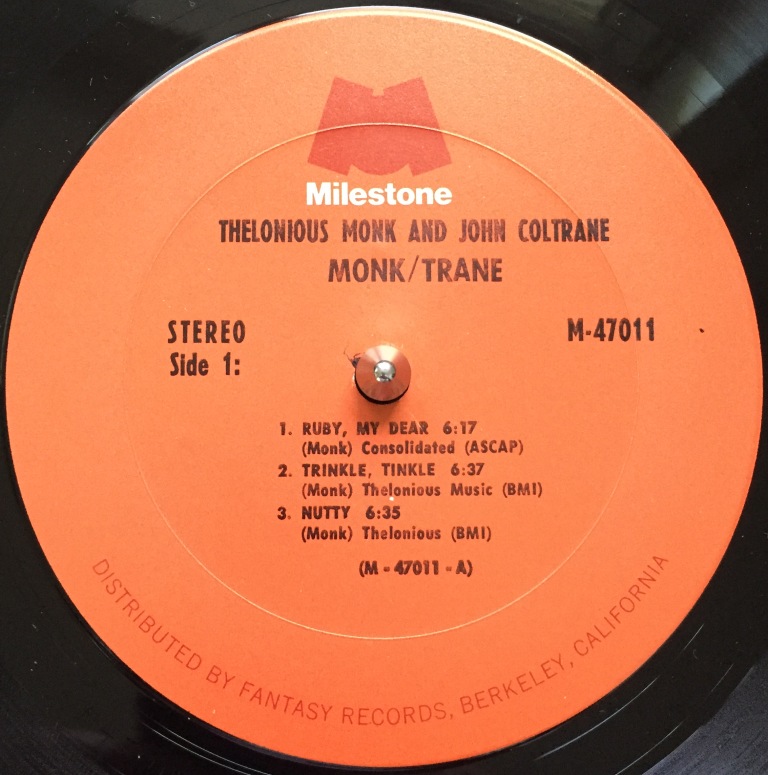 Milestone
THELONIOUS MONK AND JOHN COLTRANE
MONK/TRANE
STEREO
M-47011
Side 1:
1. RUBY, MY DEAR 6:17
(Monk) Consolidated (ASCAP)
2. TRINKLE, TINKLE 6:37
(Monk) Thelonious Music (BMI)
3. NUTTY 6:35
(Monk) Thelonious (BMI)
(M - 47011 - A)
DISTRIBUTED BY FANTASY RECORDS, BERKELEY, CALIFORNIA